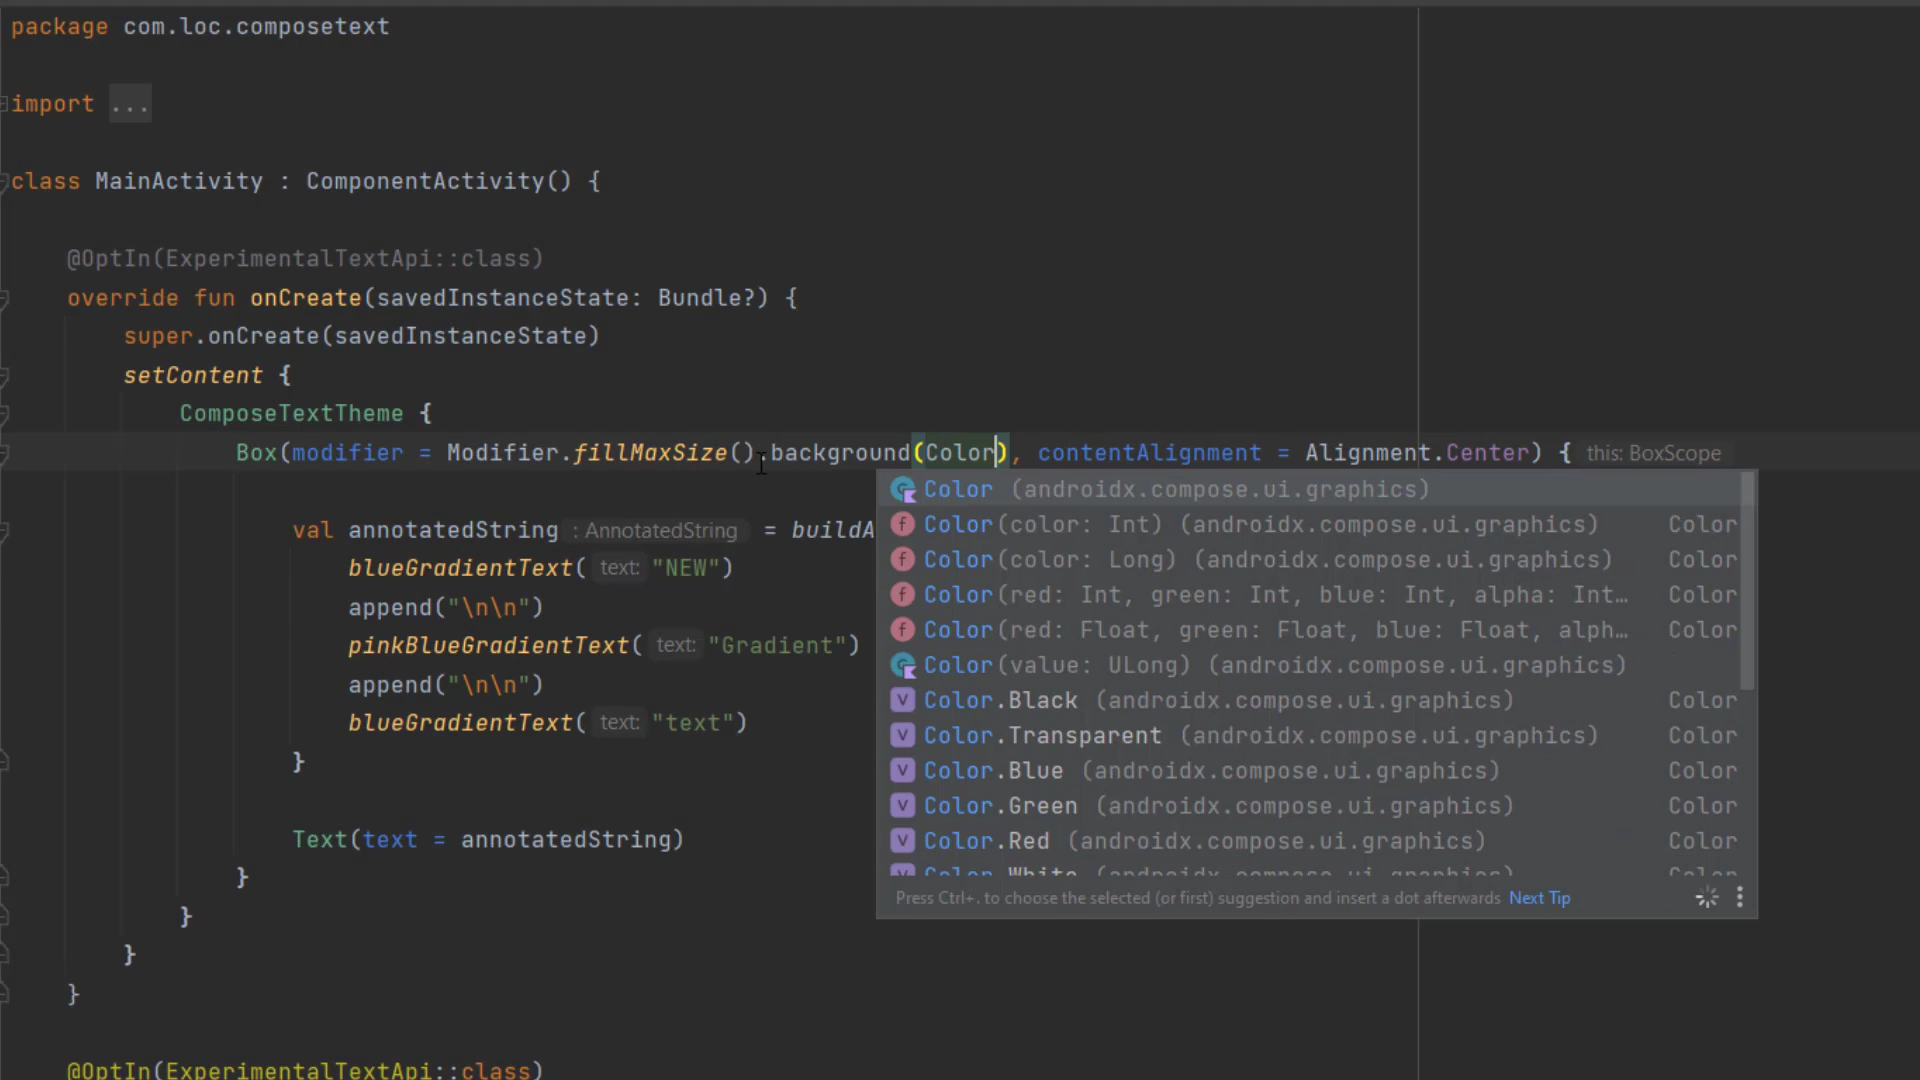 package com.loc.composetext
import ...
class MainActivity : ComponentActivity() {
@OptIn(ExperimentalTextApi::class)
override fun onCreate(savedInstanceState: Bundle?) {
super.onCreate(savedInstanceState)
setContent {
ComposeTextTheme {
Box(modifier = Modifier.fillMaxSize().background(Color), contentAlignment = Alignment.Center) { this: BoxScope
Color (androidx.compose.ui.graphics)
Color(color: Int) (androidx.compose.ui.graphics) Color
val annotatedString : AnnotatedString = buildA
Color(color: Long) (androidx.compose.ui.graphics) Color
blueGradientText( text: "NEW")
Color(red: Int, green: Int, blue: Int, alpha: Int… Color
append("\n\n")
Color(red: Float, green: Float, blue: Float, alph… Color
pinkBlueGradientText( text: "Gradient")
Color(value: ULong) (androidx.compose.ui.graphics)
append("\n\n")
Color.Black (androidx.compose.ui.graphics) Color
blueGradientText( text: "text")
Color.Transparent (androidx.compose.ui.graphics) Color
}
Color.Blue (androidx.compose.ui.graphics) Color
Color.Green (androidx.compose.ui.graphics) Color
Text(text = annotatedString)
Color.Red (androidx.compose.ui.graphics) Color
Color.White (androidx.compose.ui.graphics) Color
}
Press Ctrl+. to choose the selected (or first) suggestion and insert a dot afterwards Next Tip
}
}
}
@OptIn(ExperimentalTextApi::class)